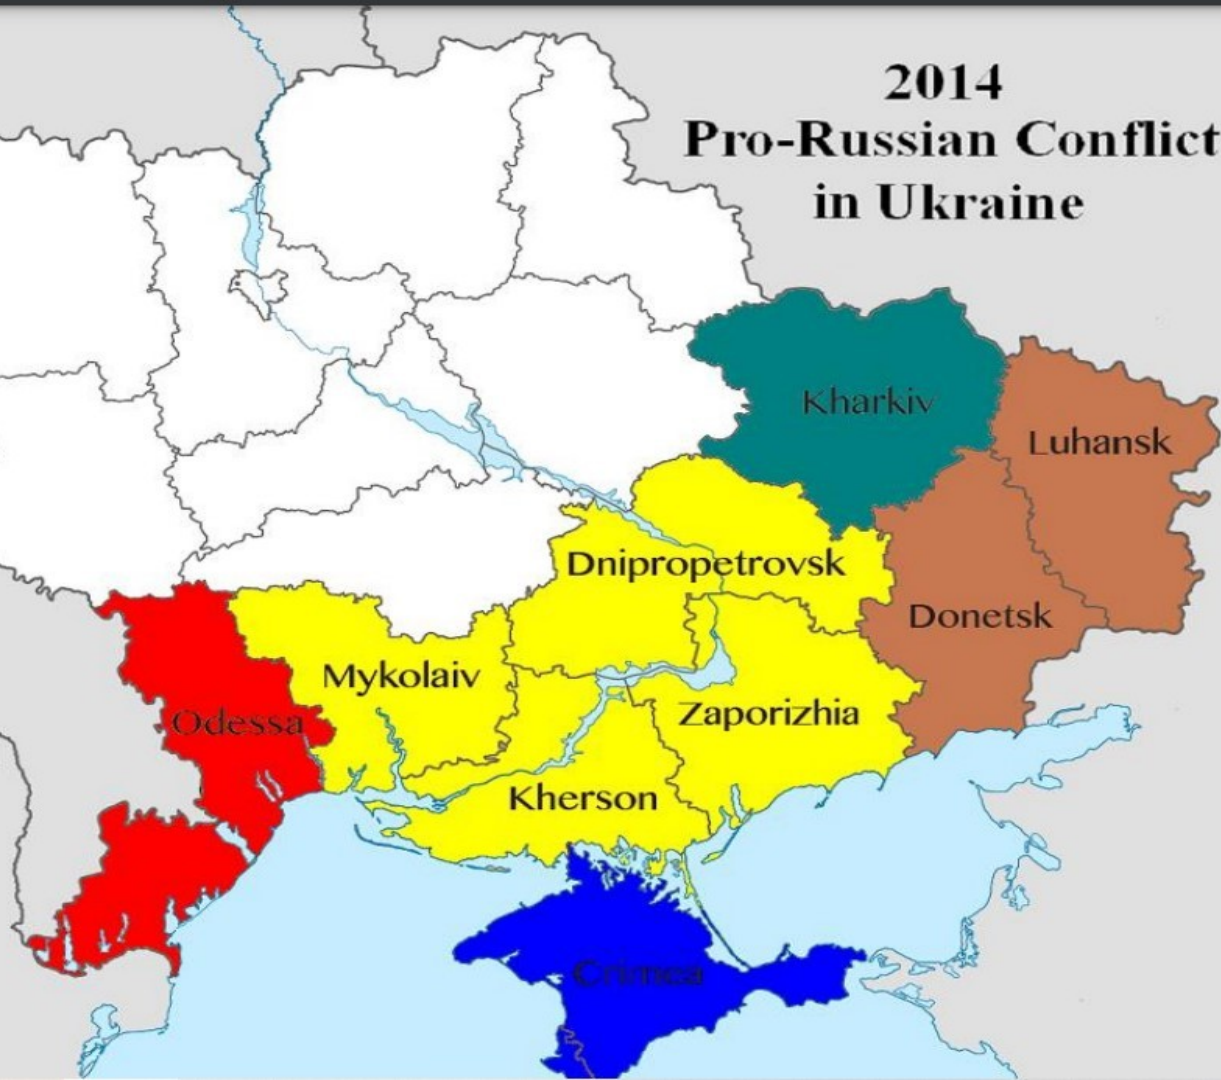 2014
Pro-Russian Conflict
in Ukraine
Kharkiv
Luhansk
Dnipropetrovsk
Donetsk
Mykolaiv
Odessa
Zaporizhia
Kherson
Crimea